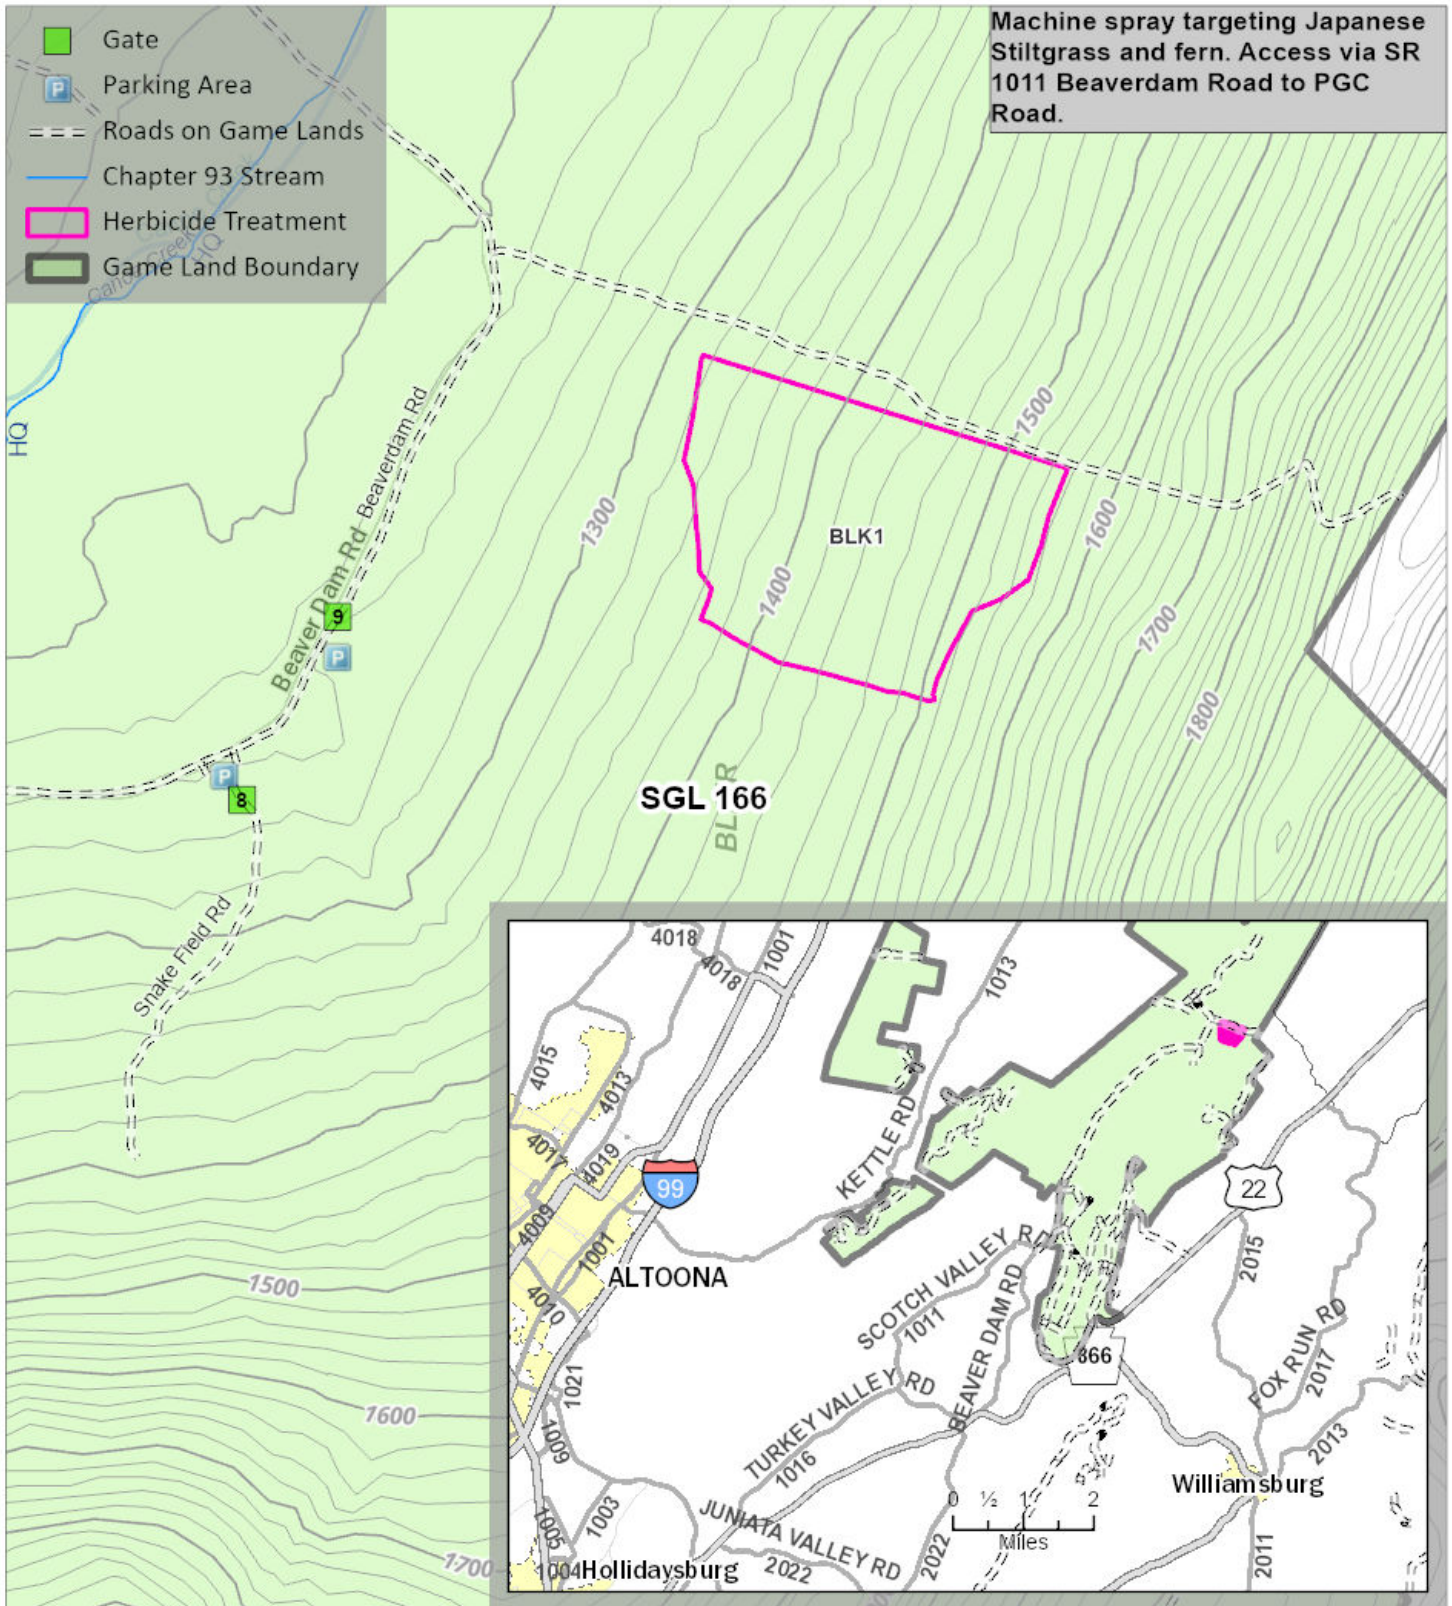 Gate
Parking Area
Roads on Game Lands
Chapter 93 Stream
Herbicide Treatment
Game Land Boundary
Machine spray targeting Japanese
Stiltgrass and fern. Access via SR
1011 Beaverdam Road to PGC
Road.
HQ
HQ
Beaverdam Rd
Beaver Dam Rd
9
P
P
8
Snake Field Rd
1300
1400
1500
1600
1700
1800
BLK1
SGL 166
1500
1600
1700
4018
4018
1001
1013
4015
4013
4017
4019
4009
1001
4010
99
ALTOONA
KETTLE RD
22
SCOTCH VALLEY RD
1011
BEAVER DAM RD
2015
866
FOX RUN RD
2017
TURKEY VALLEY RD
1016
1021
1009
2013
Williamsburg
0 ½ 1 2
Miles
1003
1005
JUNIATA VALLEY RD
2022
2022
2011
1004
Hollidaysburg